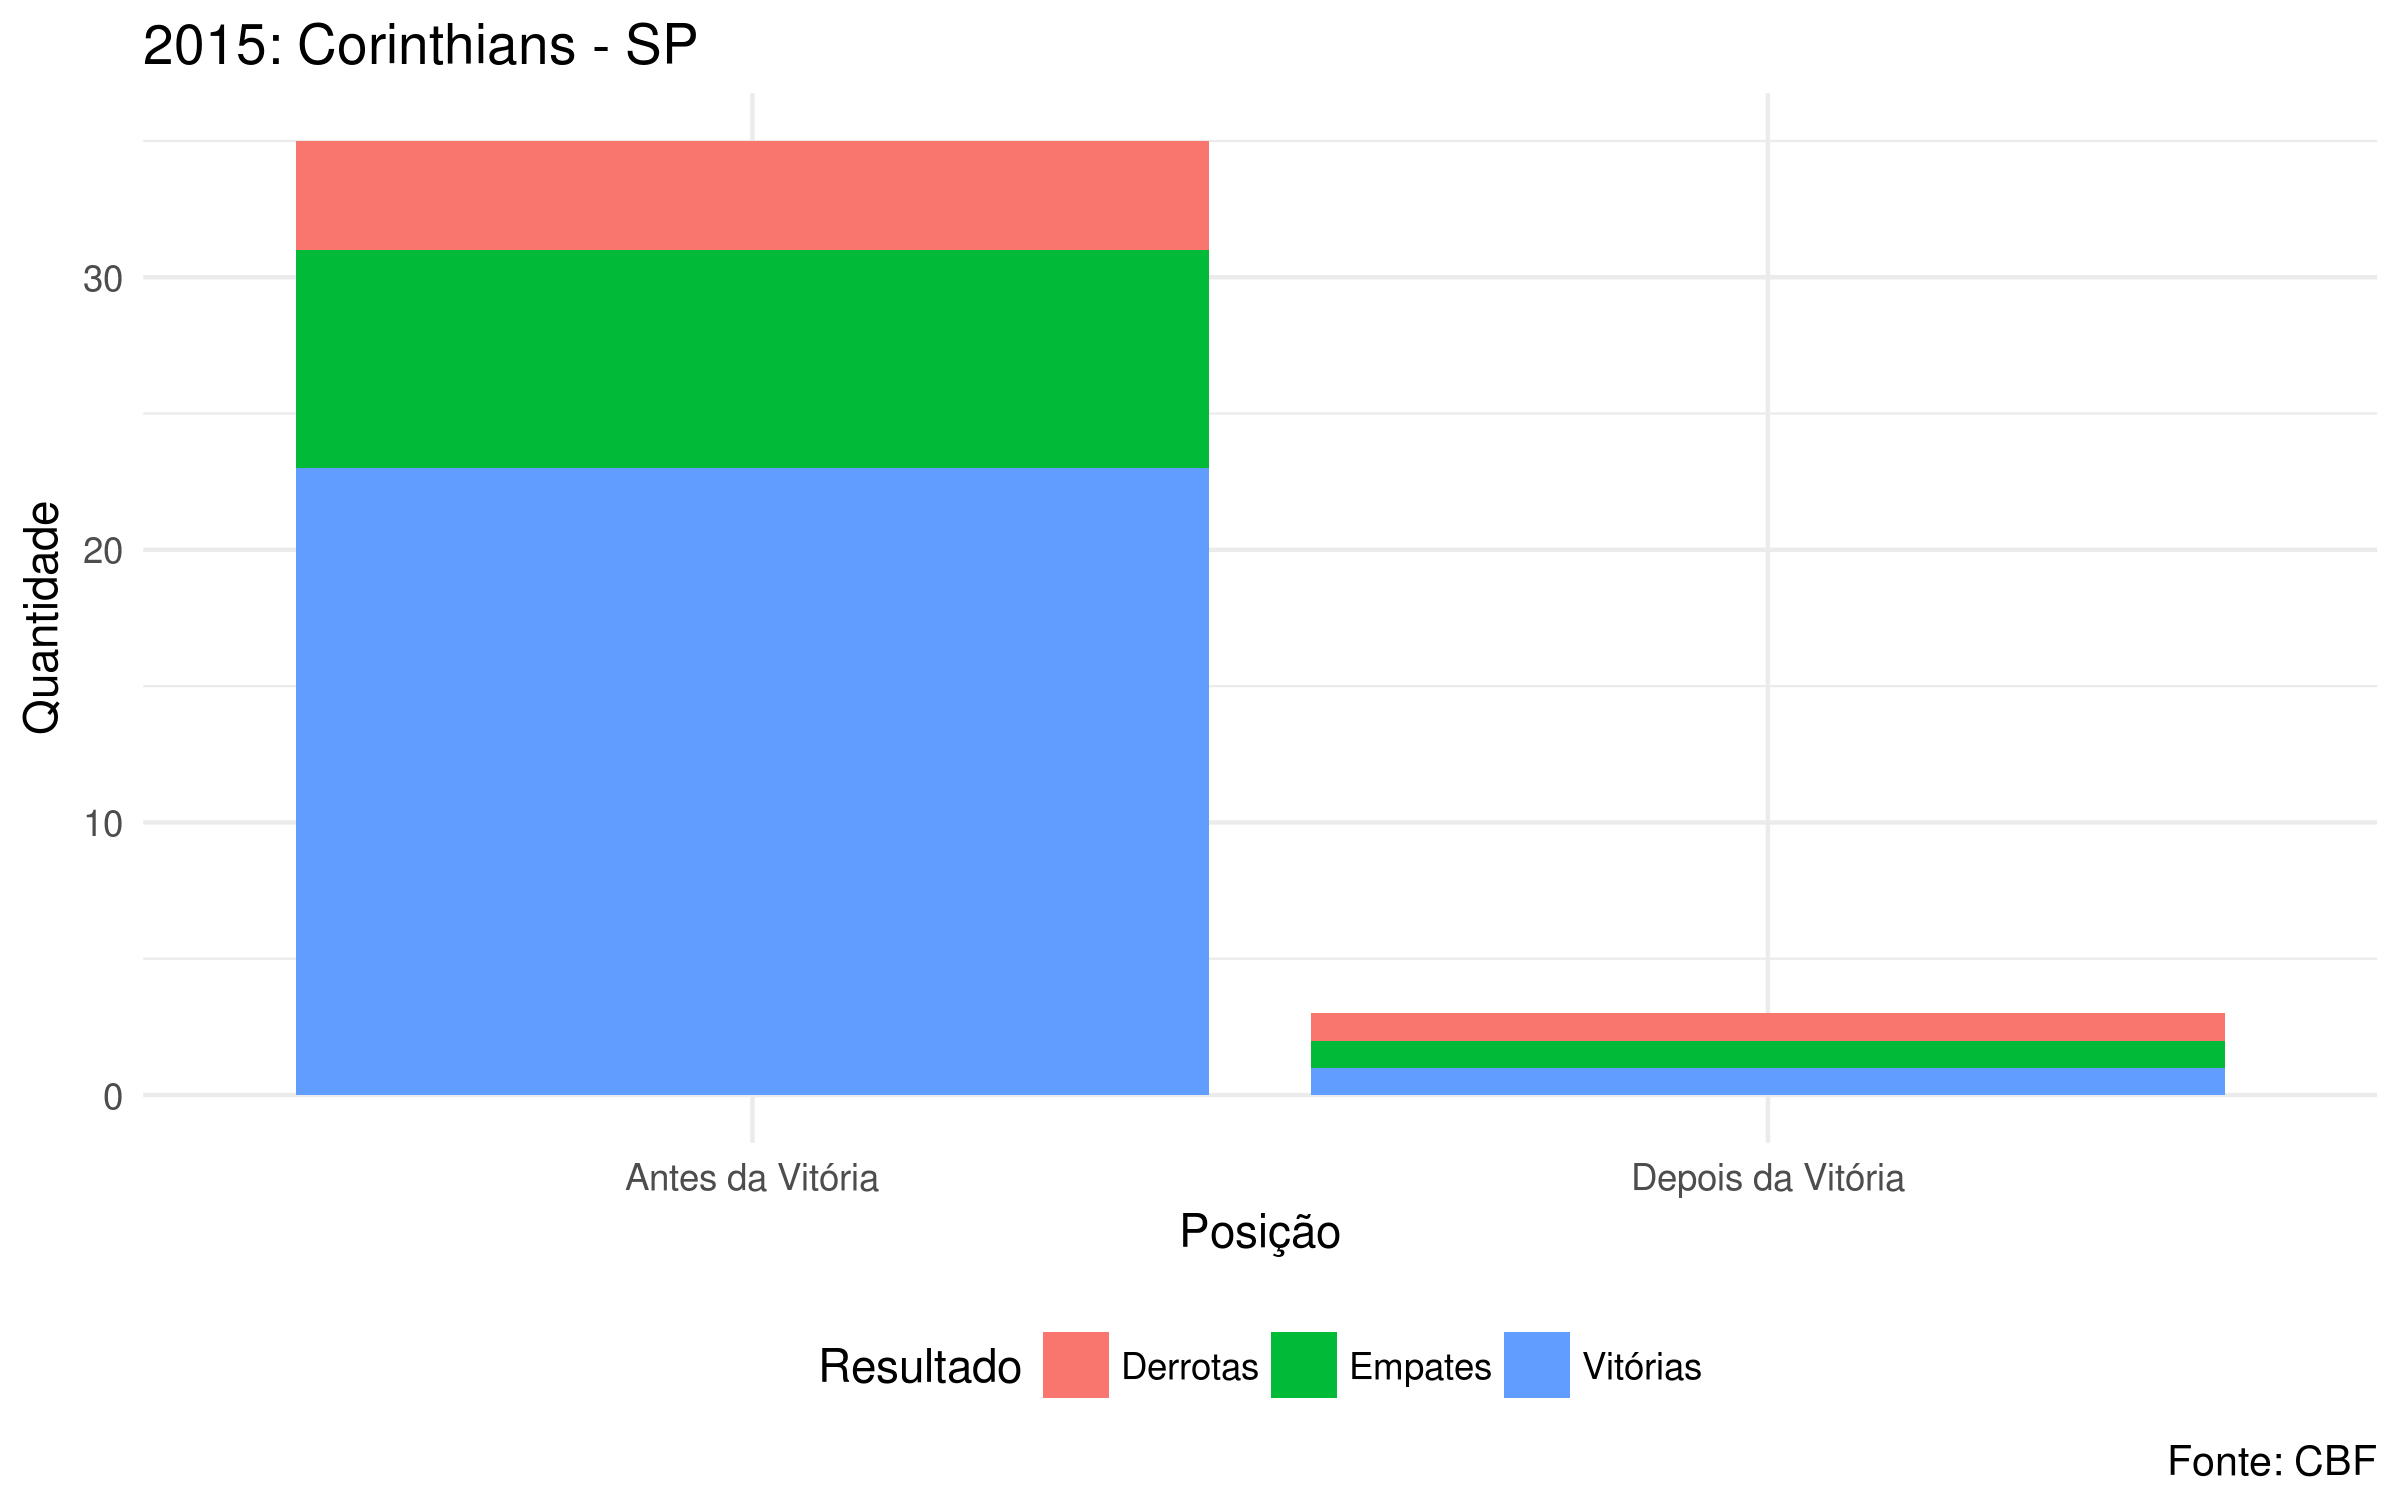 2015: Corinthians - SP
Quantidade
30
20
10
0
Antes da Vitória
Depois da Vitória
Posição
Resultado
Derrotas
Empates
Vitórias
Fonte: CBF